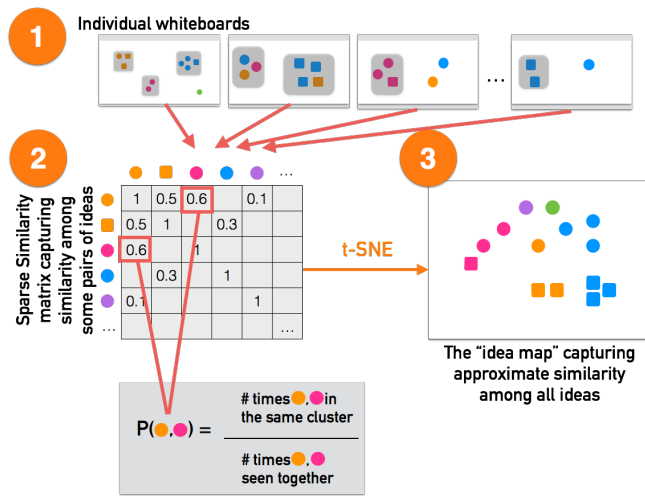 1
Individual whiteboards
...
2
3
Sparse Similarity
matrix capturing
similarity among
some pairs of ideas
...
1 0.5 0.6 0.1
0.5 1 0.3
0.6 1
0.3 1
0.1 1
... ...
t-SNE
The “idea map” capturing
approximate similarity
among all ideas
P( , ) =
# times , in
the same cluster
# times ,
seen together